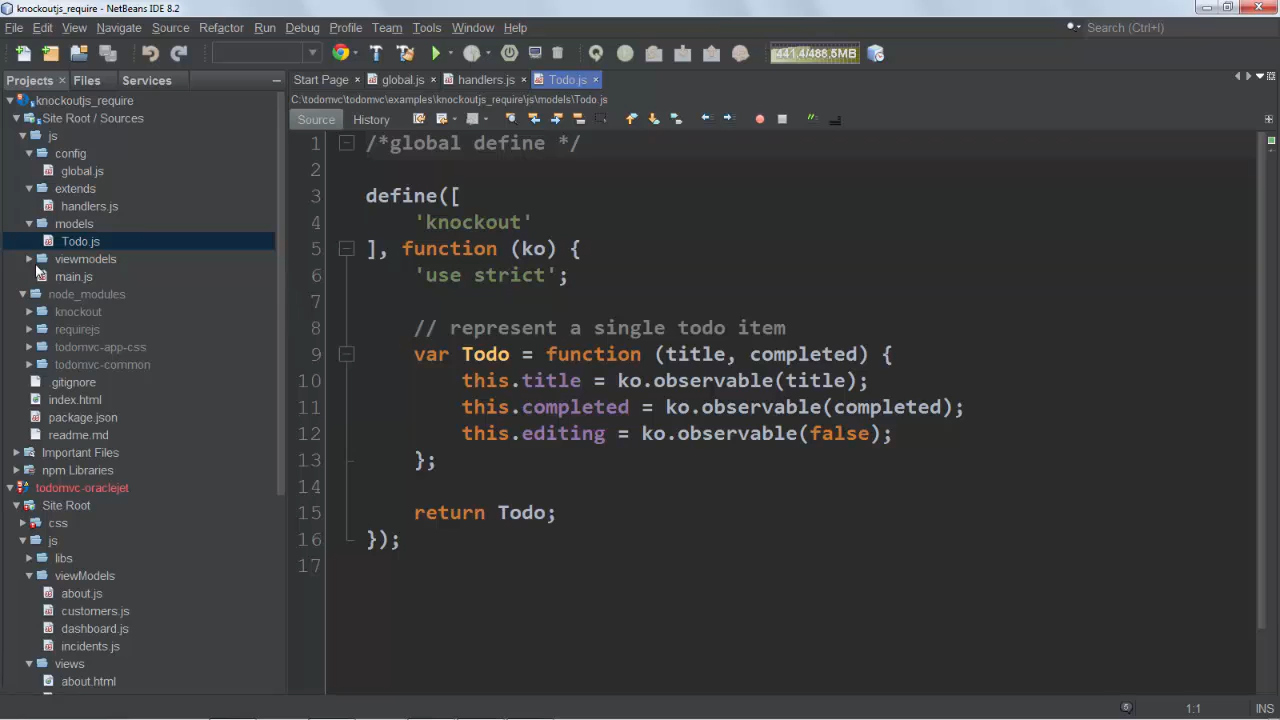 knockoutjs_require - NetBeans IDE 8.2
File Edit View Navigate Source Refactor Run Debug Profile Team Tools Window Help
Search (Ctrl+I)
441.4/486.5MB
Projects Files Services
Start Page global.js handlers.js Todo.js
C:\todomvc\todomvc\examples\knockoutjs_require\js\models\Todo.js
Source History
knockoutjs_require
Site Root / Sources
js
config
global.js
extends
handlers.js
models
Todo.js
viewmodels
main.js
node_modules
knockout
requirejs
todomvc-app-css
todomvc-common
gitignore
index.html
package.json
readme.md
Important Files
npm Libraries
todomvc-oraclejet
Site Root
css
js
libs
viewModels
about.js
customers.js
dashboard.js
incidents.js
views
about.html
1 /*global define */
2
3 define([
4 'knockout'
5 ], function (ko) {
6 'use strict';
7
8 // represent a single todo item
9 var Todo = function (title, completed) {
10 this.title = ko.observable(title);
11 this.completed = ko.observable(completed);
12 this.editing = ko.observable(false);
13 };
14
15 return Todo;
16 });
17
1:1 INS